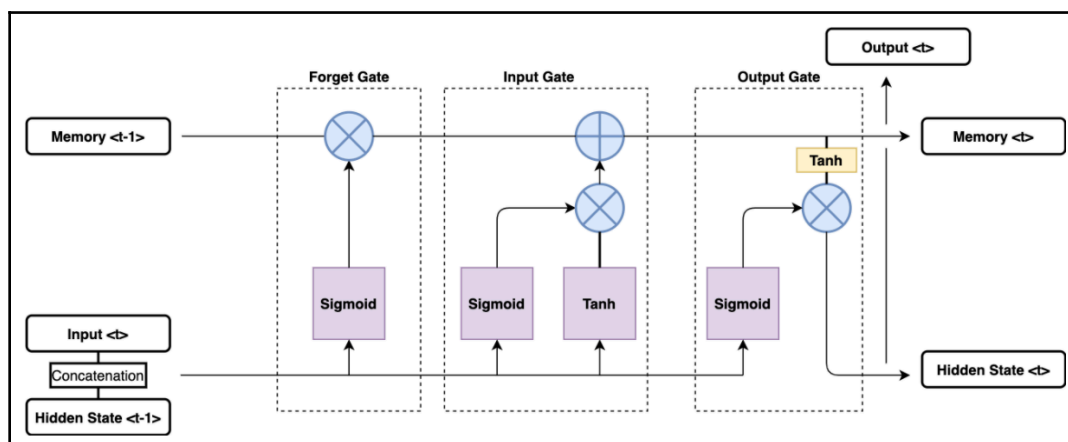 Output <t>
Forget Gate
Input Gate
Output Gate
Memory <t-1>
Memory <t>
Tanh
Sigmoid
Sigmoid
Tanh
Sigmoid
Input <t>
Concatenation
Hidden State <t>
Hidden State <t-1>